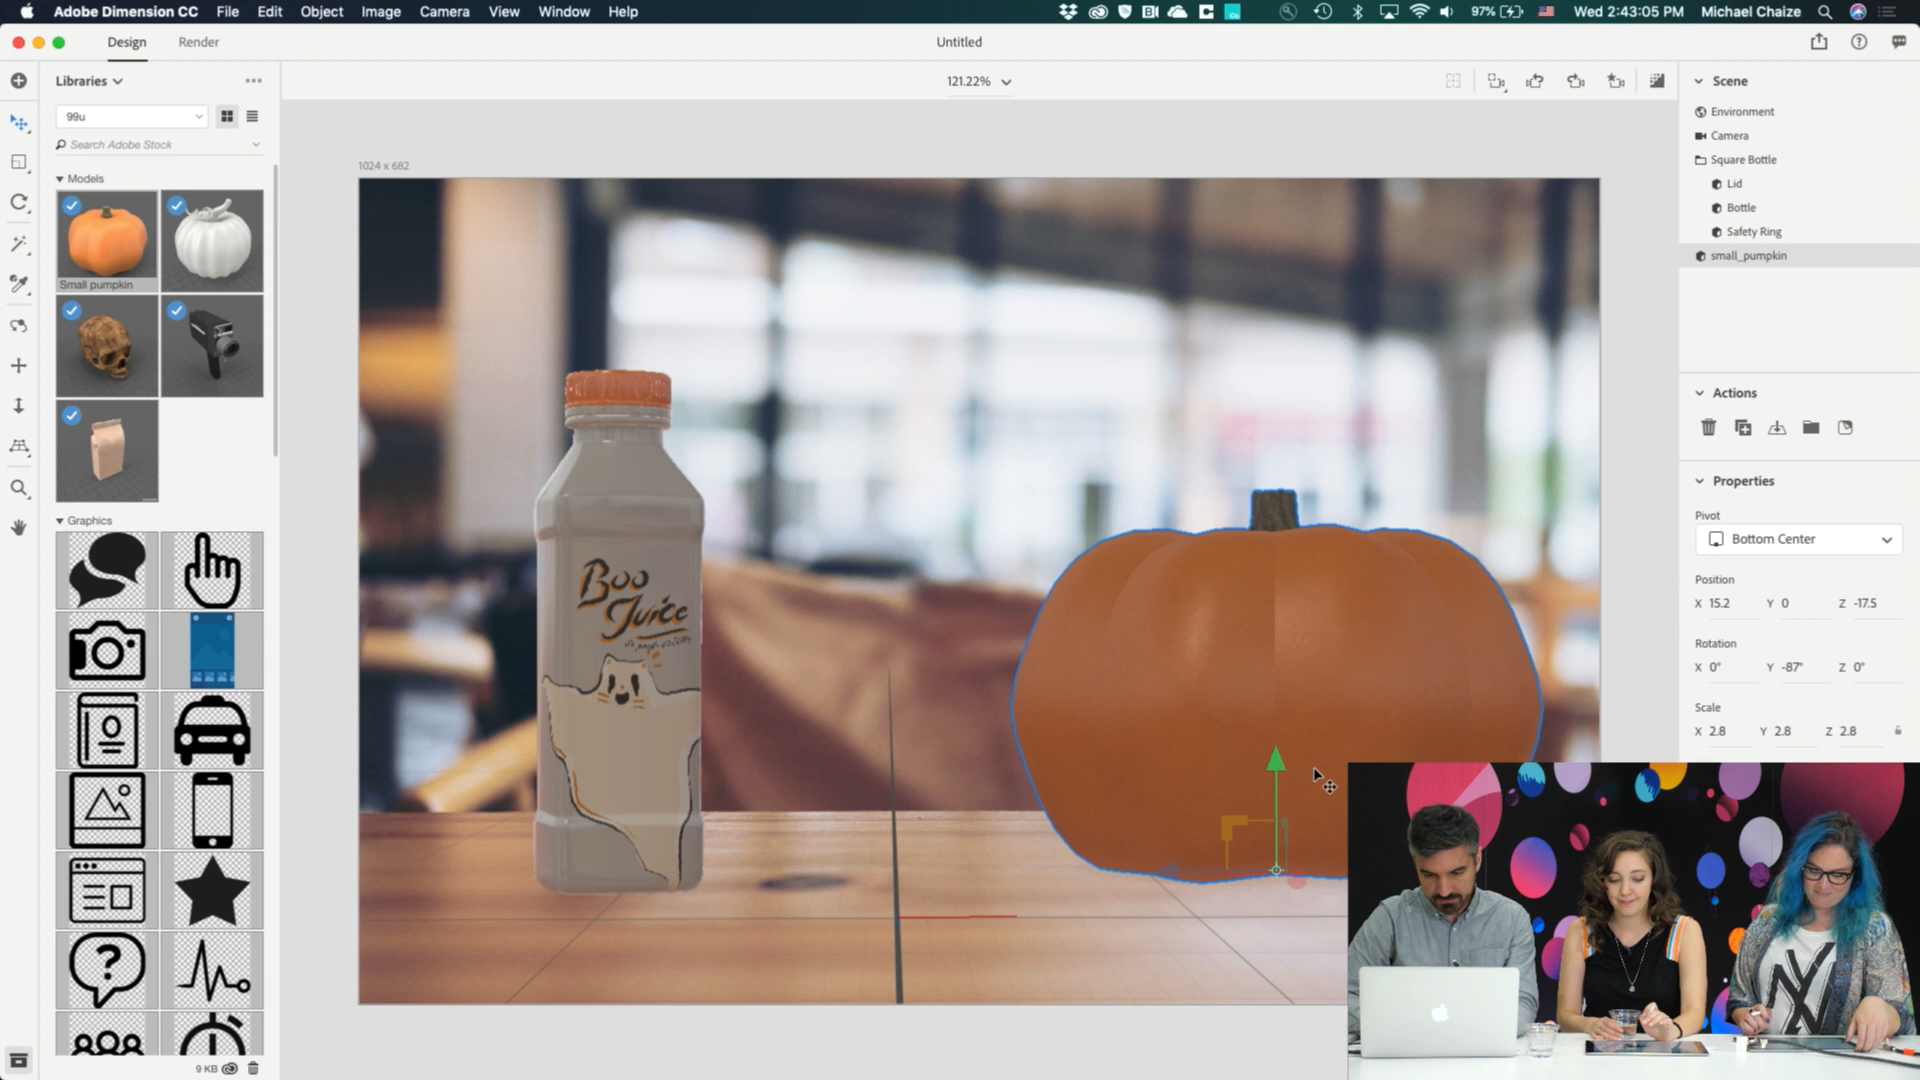 Adobe Dimension CC File Edit Object Image Camera View Window Help
97% Wed 2:43:05 PM Michael Chaize
Design Render
Untitled
Libraries
99u
Search Adobe Stock
Models
Small pumpkin
Graphics
9 KB
121.22%
1024 x 682
Boo
Juice
Scene
Environment
Camera
Square Bottle
Lid
Bottle
Safety Ring
small_pumpkin
Actions
Properties
Pivot
Bottom Center
Position
X 15.2 Y 0 Z -17.5
Rotation
X 0° Y -87° Z 0°
Scale
X 2.8 Y 2.8 Z 2.8